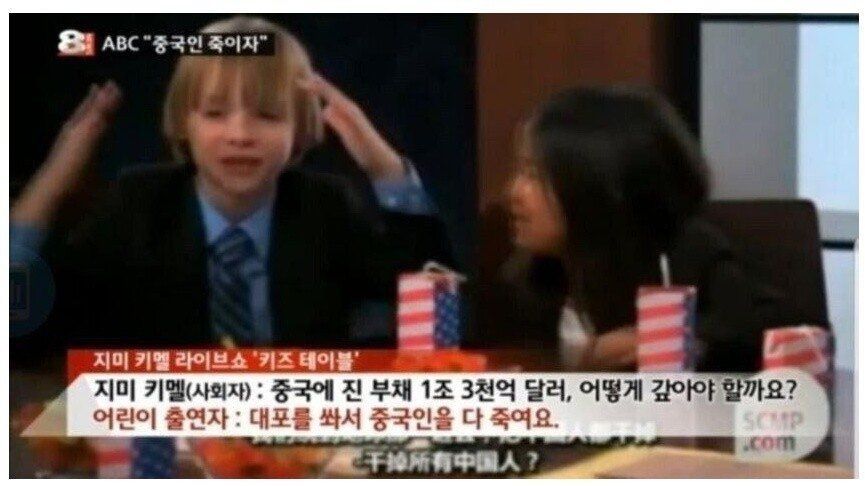 8 ABC "중국인 죽이자"
지미 키멜 라이브쇼 '키즈 테이블'
지미 키멜(사회자) : 중국에 진 부채 1조 3천억 달러, 어떻게 갚아야 할까요?
어린이 출연자 : 대포를 쏴서 중국인을 다 죽여요.
SCMP
.com
干掉所有中国人？